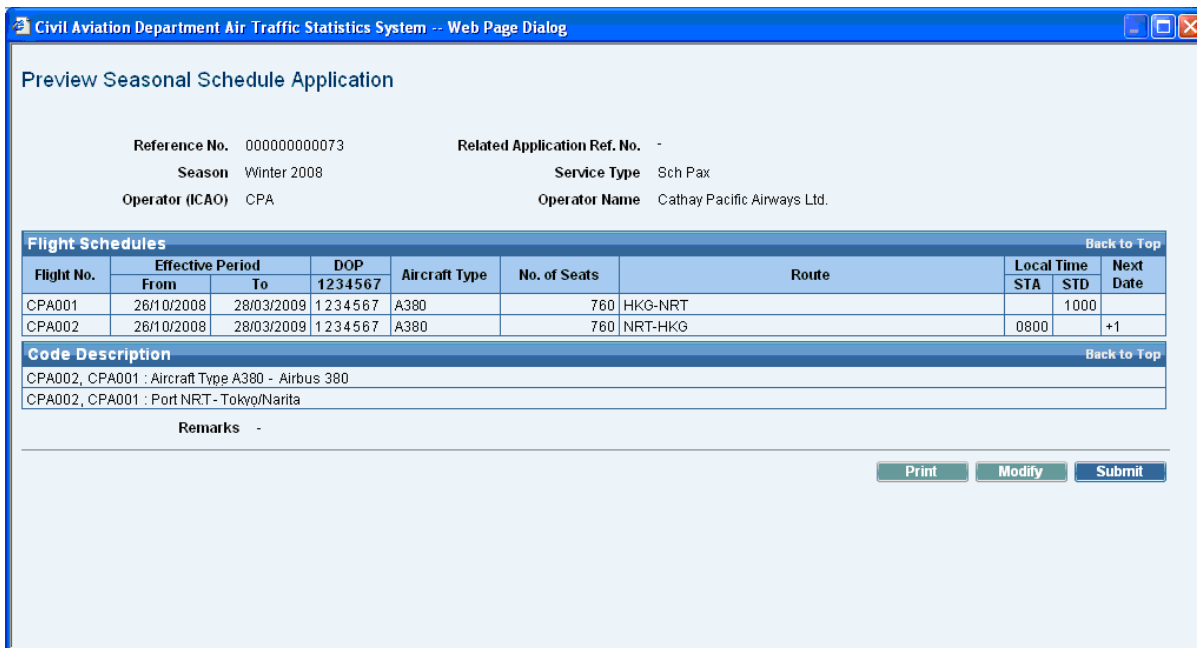 Civil Aviation Department Air Traffic Statistics System -- Web Page Dialog
Preview Seasonal Schedule Application
Reference No. 000000000073 Related Application Ref. No. -
Season Winter 2008 Service Type Sch Pax
Operator (ICAO) CPA Operator Name Cathay Pacific Airways Ltd.
Flight Schedules Back to Top
Flight No. Effective Period DOP Aircraft Type No. of Seats Route Local Time Next Date
From To 1234567 STA STD
CPA001 26/10/2008 28/03/2009 1234567 A380 760 HKG-NRT 1000
CPA002 26/10/2008 28/03/2009 1234567 A380 760 NRT-HKG 0800 +1
Code Description Back to Top
CPA002, CPA001 : Aircraft Type A380 - Airbus 380
CPA002, CPA001 : Port NRT - Tokyo/Narita
Remarks -
Print Modify Submit